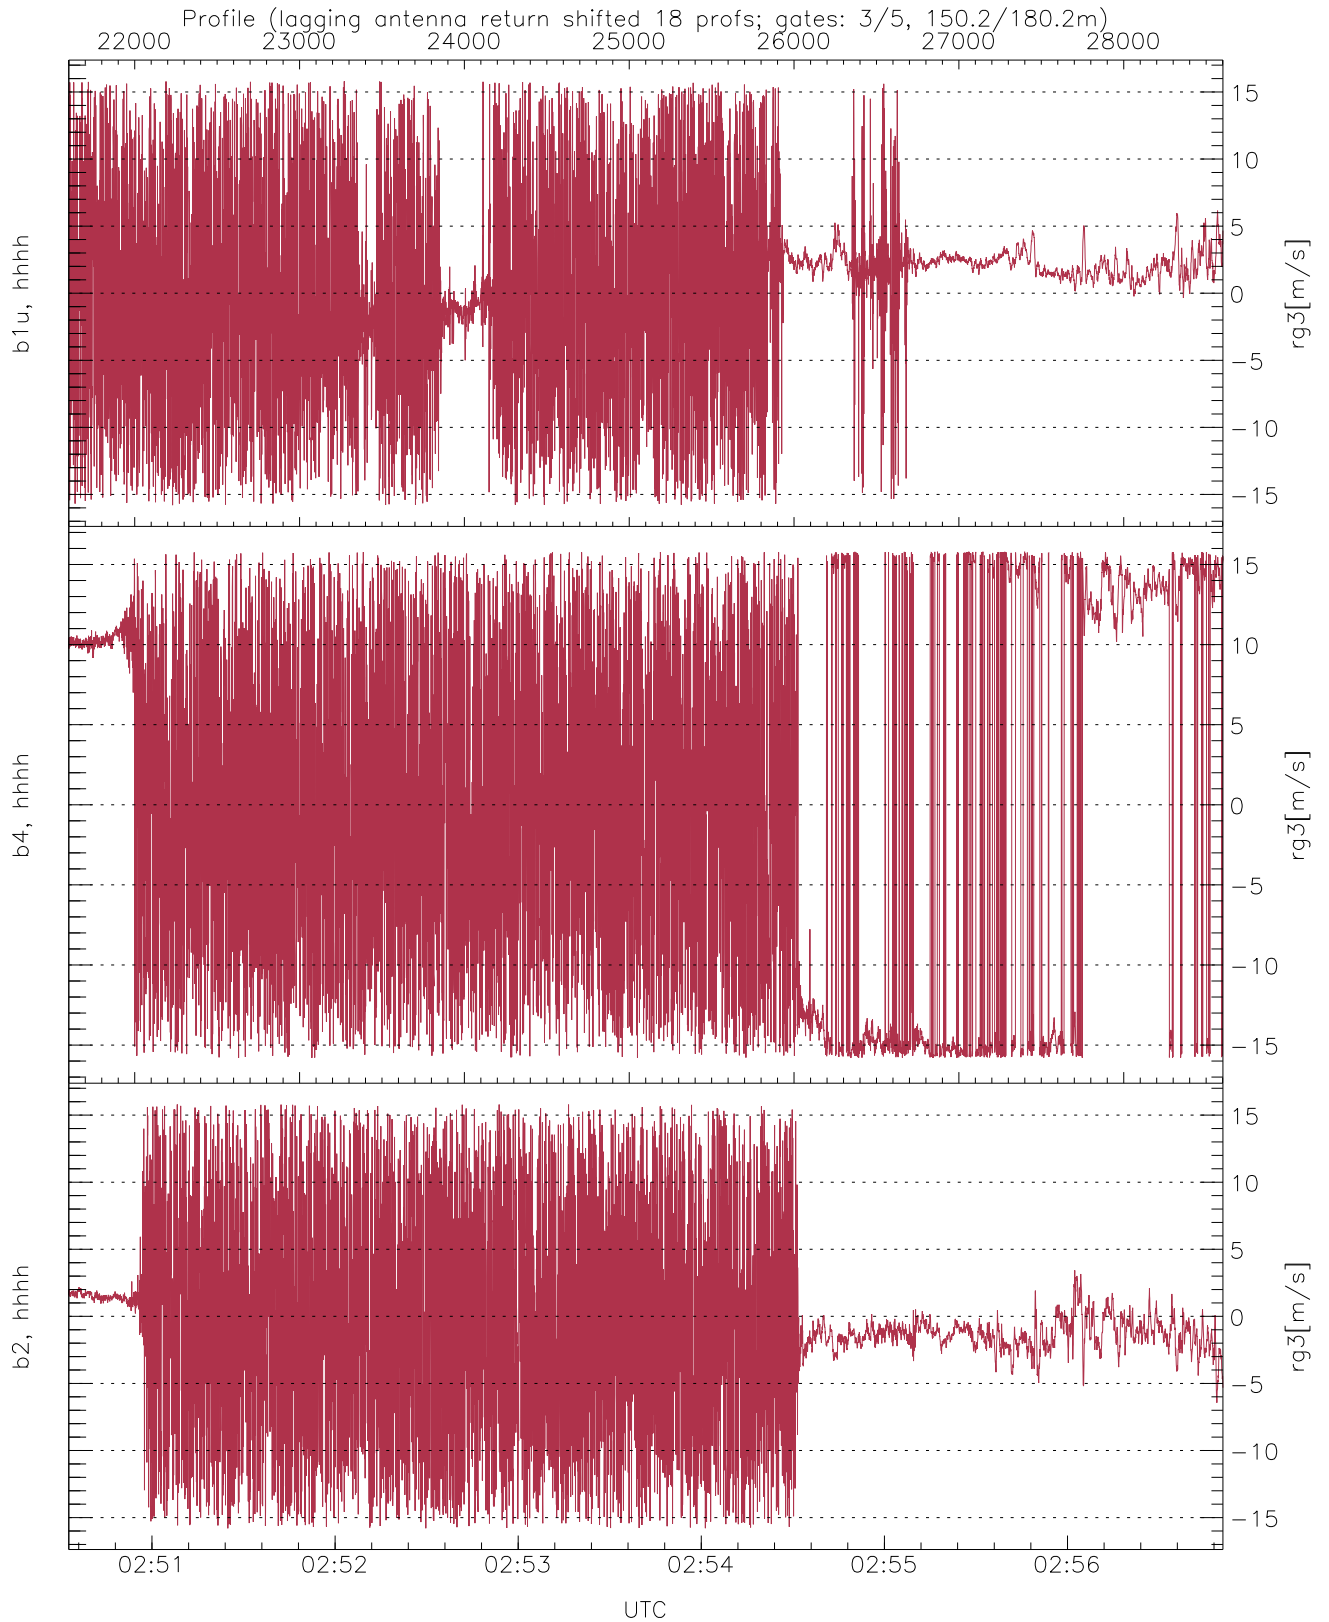 Profile (lagging antenna return shifted 18 profs; gates: 3/5, 150.2/180.2m)
22000 23000 24000 25000 26000 27000 28000
15
10
5
0
-5
-10
-15
b1u, hhhh
rg3[m/s]
15
10
5
0
-5
-10
-15
b4, hhhh
rg3[m/s]
15
10
5
0
-5
-10
-15
b2, hhhh
rg3[m/s]
02:51 02:52 02:53 02:54 02:55 02:56
UTC